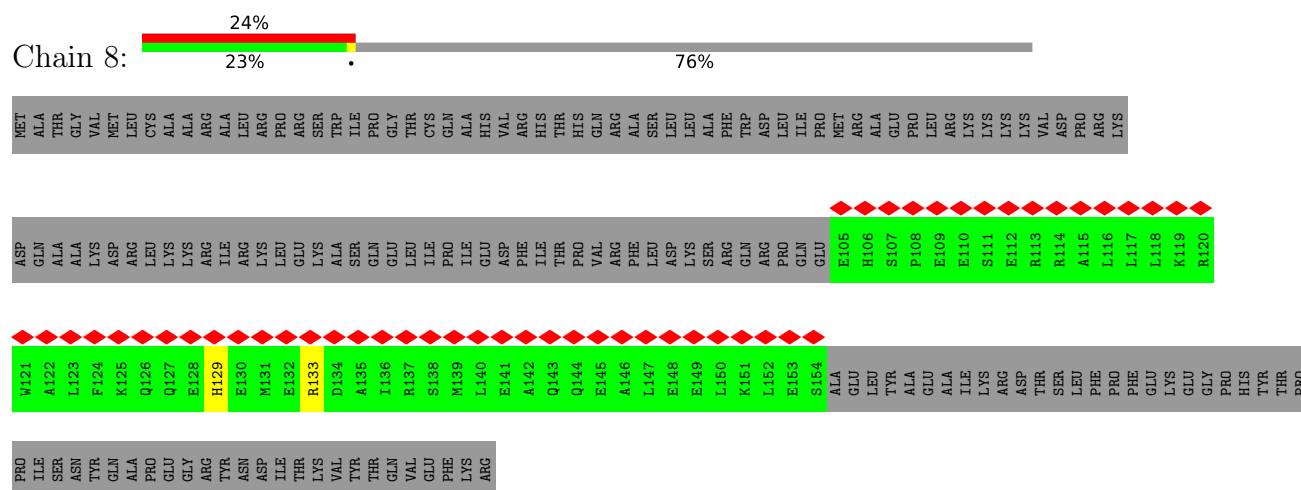 24%
Chain 8:
23% • 76%
MET ALA THR GLY VAL MET LEU CYS ALA ALA ARG ALA LEU ARG PRO ARG SER TRP ILE PRO GLY THR CYS GLN ALA HIS VAL ARG HIS THR HIS GLN ARG ALA SER LEU LEU ALA PHE TRP ASP LEU ILE PRO MET ARG ALA GLU PRO LEU ARG LYS LYS LYS LYS VAL ASP PRO ARG LYS
ASP GLN ALA ALA LYS ASP ARG LEU LYS LYS ARG ILE ARG LYS LEU GLU LYS ALA SER GLN GLU LEU ILE PRO ILE GLU ASP PHE ILE THR PRO VAL ARG PHE LEU ASP LYS SER ARG GLN ARG PRO GLN GLU E105 H106 S107 P108 E109 E110 S111 E112 R113 R114 A115 L116 L117 L118 K119 R120
W121 A122 L123 F124 K125 Q126 Q127 E128 H129 E130 M131 E132 R133 D134 A135 I136 R137 S138 M139 L140 E141 A142 Q143 Q144 E145 A146 L147 E148 E149 L150 K151 L152 E153 S154 ALA GLU LEU TYR ALA GLU ALA ILE LYS ARG ASP THR SER LEU PHE PRO PHE GLU LYS GLU GLY PRO HIS TYR THR PRO
PRO ILE SER ASN TYR GLN ALA PRO GLU GLY ARG TYR ASN ASP ILE THR LYS VAL TYR THR GLN VAL GLU PHE LYS ARG